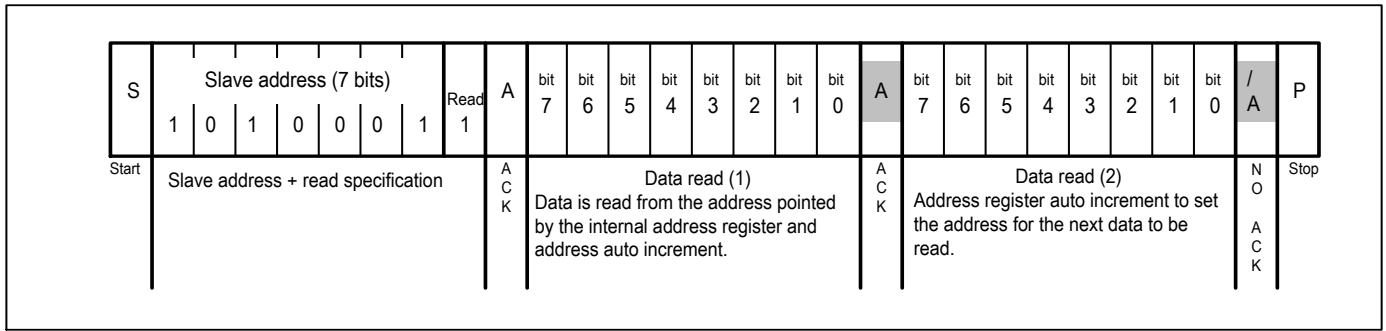 S
Slave address (7 bits)
1 0 1 0 0 0 1
Read
1
A
bit bit bit bit bit bit bit bit
7 6 5 4 3 2 1 0
A
bit bit bit bit bit bit bit bit
7 6 5 4 3 2 1 0
/
A
P
Start
Slave address + read specification
A
C
K
Data read (1)
Data is read from the address pointed
by the internal address register and
address auto increment.
A
C
K
Data read (2)
Address register auto increment to set
the address for the next data to be
read.
N
O
A
C
K
Stop